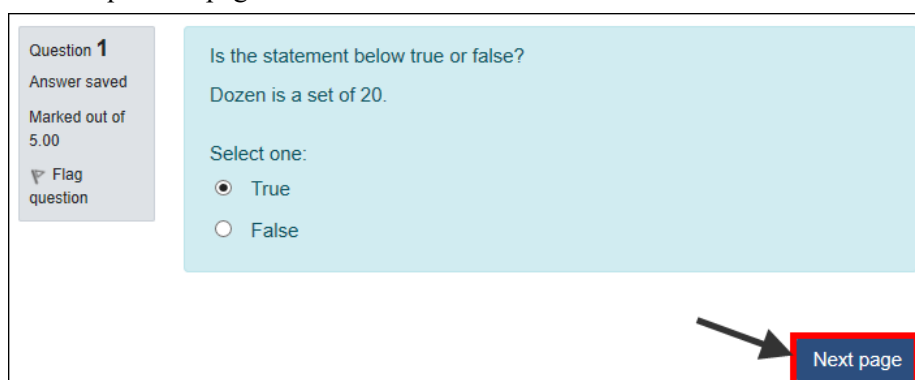 Question 1
Answer saved
Marked out of
5.00
Flag
question
Is the statement below true or false?
Dozen is a set of 20.
Select one:
True
False
Next page